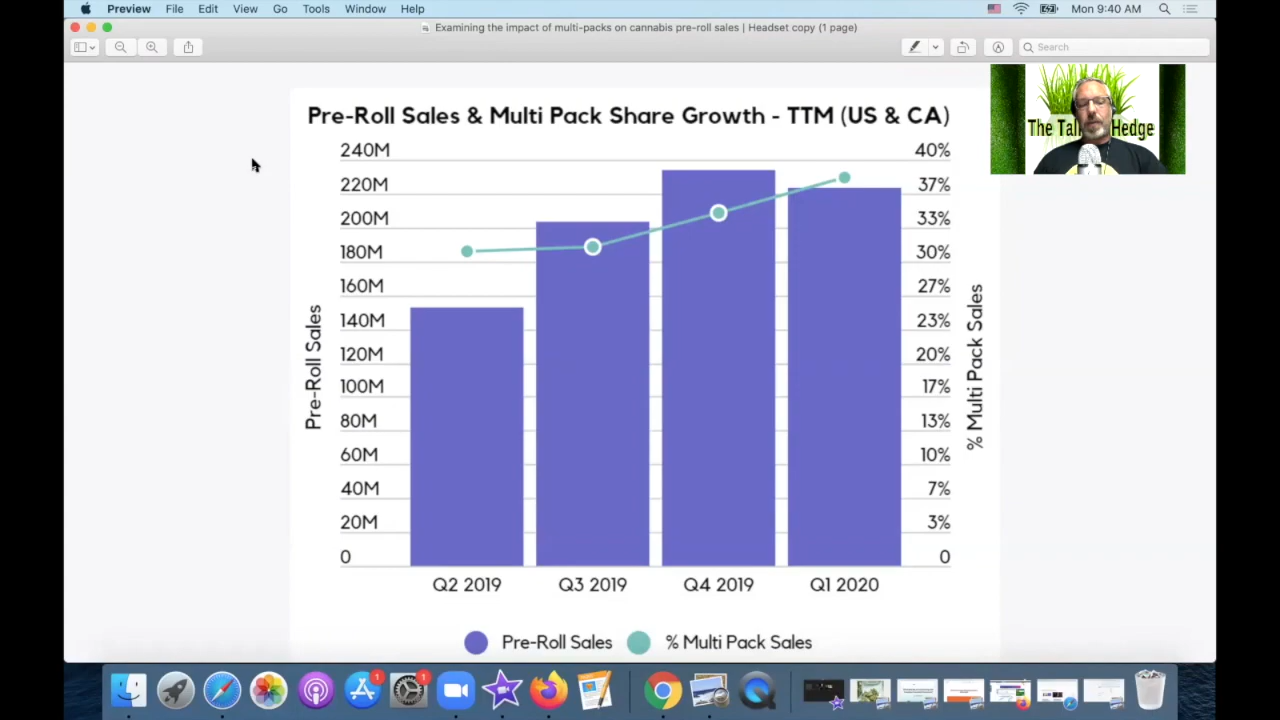 Preview File Edit View Go Tools Window Help Mon 9:40 AM
Examining the impact of multi-packs on cannabis pre-roll sales | Headset copy (1 page)
Search
The Talk Hedge
Pre-Roll Sales & Multi Pack Share Growth - TTM (US & CA)
240M 40%
220M 37%
200M 33%
180M 30%
160M 27%
140M 23%
120M 20%
100M 17%
80M 13%
60M 10%
40M 7%
20M 3%
0 0
Pre-Roll Sales
% Multi Pack Sales
Q2 2019 Q3 2019 Q4 2019 Q1 2020
Pre-Roll Sales % Multi Pack Sales
1 1